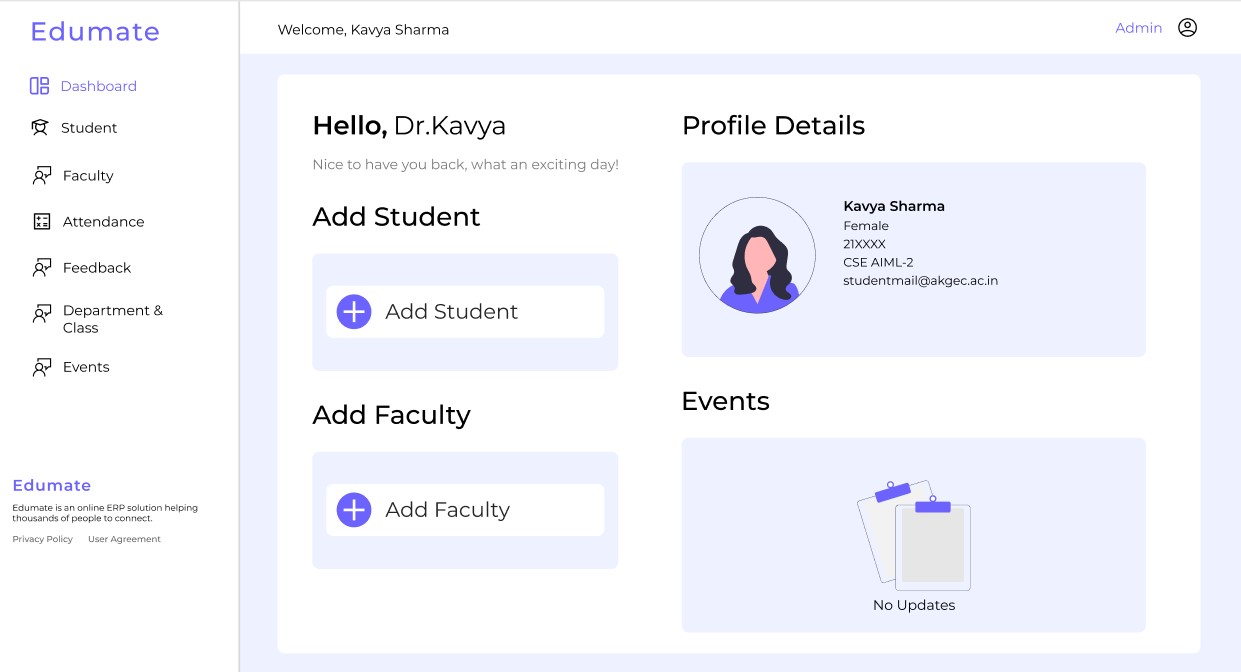 Edumate
Dashboard
Student
Faculty
Attendance
Feedback
Department &
Class
Events
Edumate
Edumate is an online ERP solution helping
thousands of people to connect.
Privacy Policy User Agreement
Welcome, Kavya Sharma
Admin
Hello, Dr.Kavya
Nice to have you back, what an exciting day!
Add Student
Add Student
Add Faculty
Add Faculty
Profile Details
Kavya Sharma
Female
21XXXX
CSE AIML-2
studentmail@akgec.ac.in
Events
No Updates